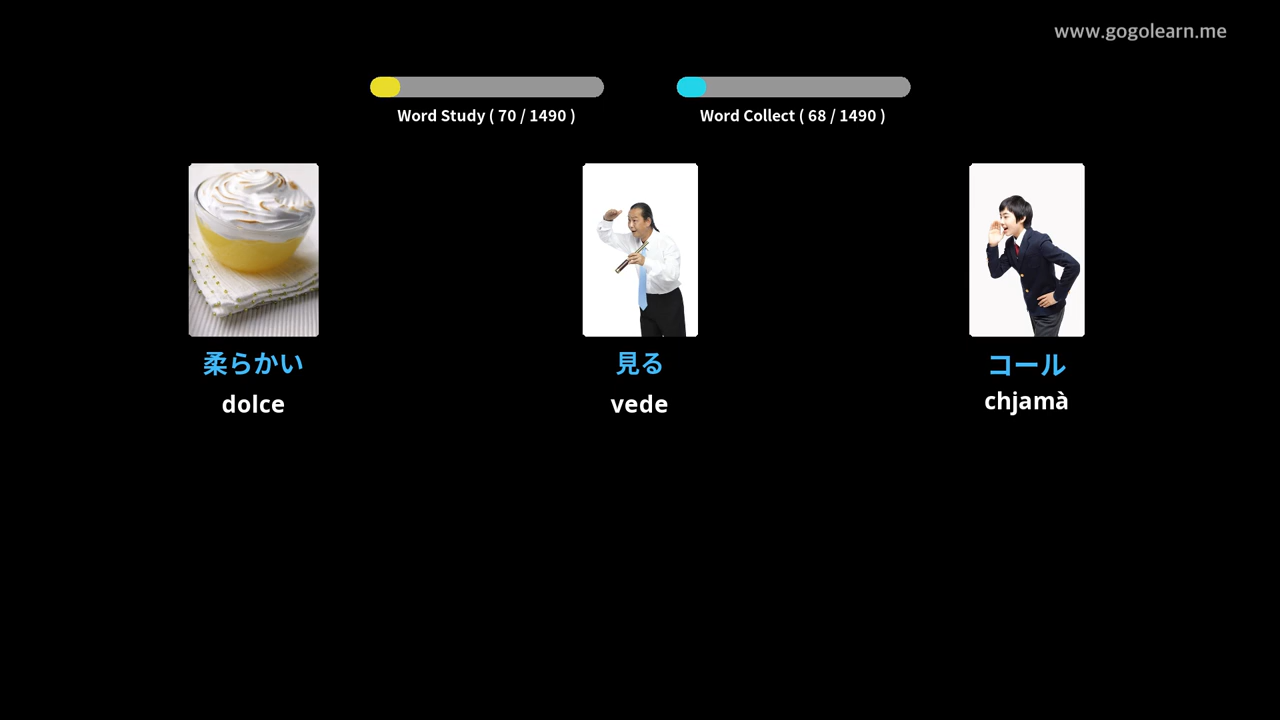 www.gogolearn.me
Word Study ( 70 / 1490 )
Word Collect ( 68 / 1490 )
柔らかい
dolce
見る
vede
コール
chjamà